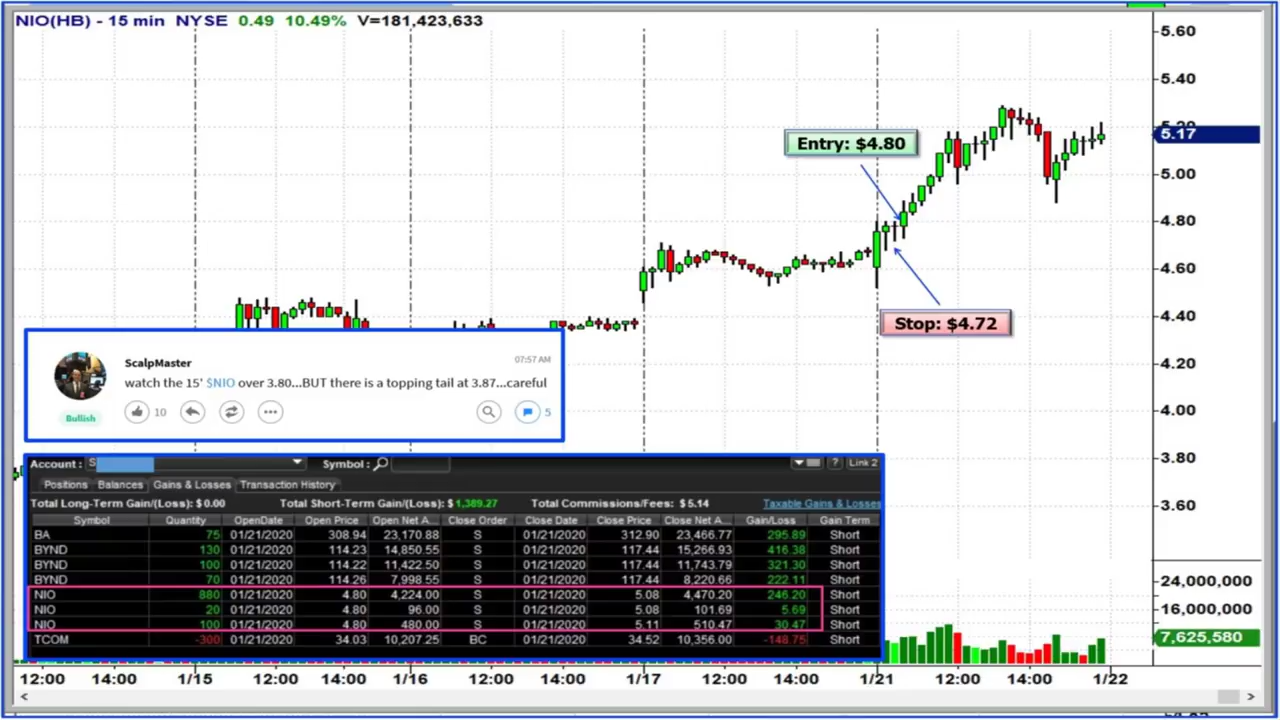 NIO(HB) - 15 min NYSE 0.49 10.49% V=181,423,633
5.60
5.40
5.20
5.17
5.00
4.80
4.60
4.40
4.20
4.00
3.80
3.60
Entry: $4.80
Stop: $4.72
ScalpMaster 07:57 AM
watch the 15' $NIO over 3.80...BUT there is a topping tail at 3.87...careful
Bullish 10 5
Account : S Symbol : ? Link 2
Positions Balances Gains & Losses Transaction History
Total Long-Term Gain/(Loss): $ 0.00 Total Short-Term Gain/(Loss): $ 1,389.27 Total Commissions/Fees: $ 5.14 Taxable Gains & Losses
Symbol Quantity OpenDate Open Price Open Net A... Close Order Close Date Close Price Close Net A... Gain/Loss Gain Term
BA 75 01/21/2020 308.94 23,170.88 S 01/21/2020 312.90 23,466.77 295.89 Short
BYND 130 01/21/2020 114.23 14,850.55 S 01/21/2020 117.44 15,266.93 416.38 Short
BYND 100 01/21/2020 114.22 11,422.50 S 01/21/2020 117.44 11,743.79 321.30 Short
BYND 70 01/21/2020 114.26 7,998.55 S 01/21/2020 117.44 8,220.66 222.11 Short
NIO 880 01/21/2020 4.80 4,224.00 S 01/21/2020 5.08 4,470.20 246.20 Short
NIO 20 01/21/2020 4.80 96.00 S 01/21/2020 5.08 101.69 5.69 Short
NIO 100 01/21/2020 4.80 480.00 S 01/21/2020 5.11 510.47 30.47 Short
TCOM -300 01/21/2020 34.03 10,207.25 BC 01/21/2020 34.52 10,356.00 -148.75 Short
24,000,000
16,000,000
7,625,580
12:00 14:00 1/15 12:00 14:00 1/16 12:00 14:00 1/17 12:00 14:00 1/21 12:00 14:00 1/22